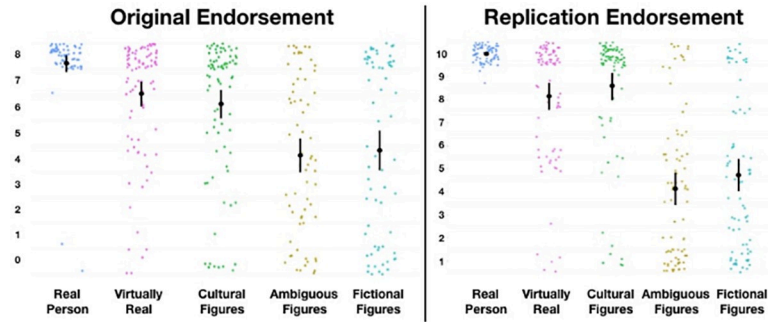 Original Endorsement
8
7
6
5
4
3
2
1
0
Real Person
Virtually Real
Cultural Figures
Ambiguous Figures
Fictional Figures
Replication Endorsement
10
9
8
7
6
5
4
3
2
1
Real Person
Virtually Real
Cultural Figures
Ambiguous Figures
Fictional Figures